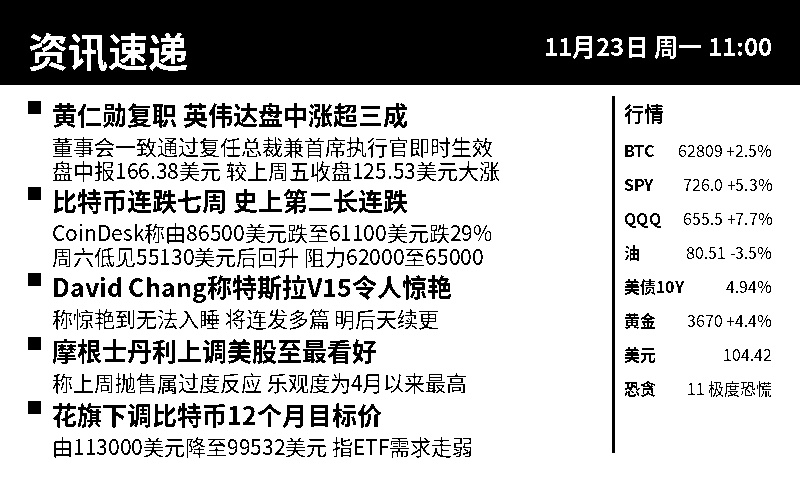 资讯速递
11月23日 周一 11:00
黄仁勋复职 英伟达盘中涨超三成
董事会一致通过复任总裁兼首席执行官即时生效
盘中报166.38美元 较上周五收盘125.53美元大涨
比特币连跌七周 史上第二长连跌
CoinDesk称由86500美元跌至61100美元跌29%
周六低见55130美元后回升 阻力62000至65000
David Chang称特斯拉V15令人惊艳
称惊艳到无法入睡 将连发多篇 明后天续更
摩根士丹利上调美股至最看好
称上周抛售属过度反应 乐观度为4月以来最高
花旗下调比特币12个月目标价
由113000美元降至99532美元 指ETF需求走弱
行情
BTC 62809 +2.5%
SPY 726.0 +5.3%
QQQ 655.5 +7.7%
油 80.51 -3.5%
美债10Y 4.94%
黄金 3670 +4.4%
美元 104.42
恐贪 11 极度恐慌